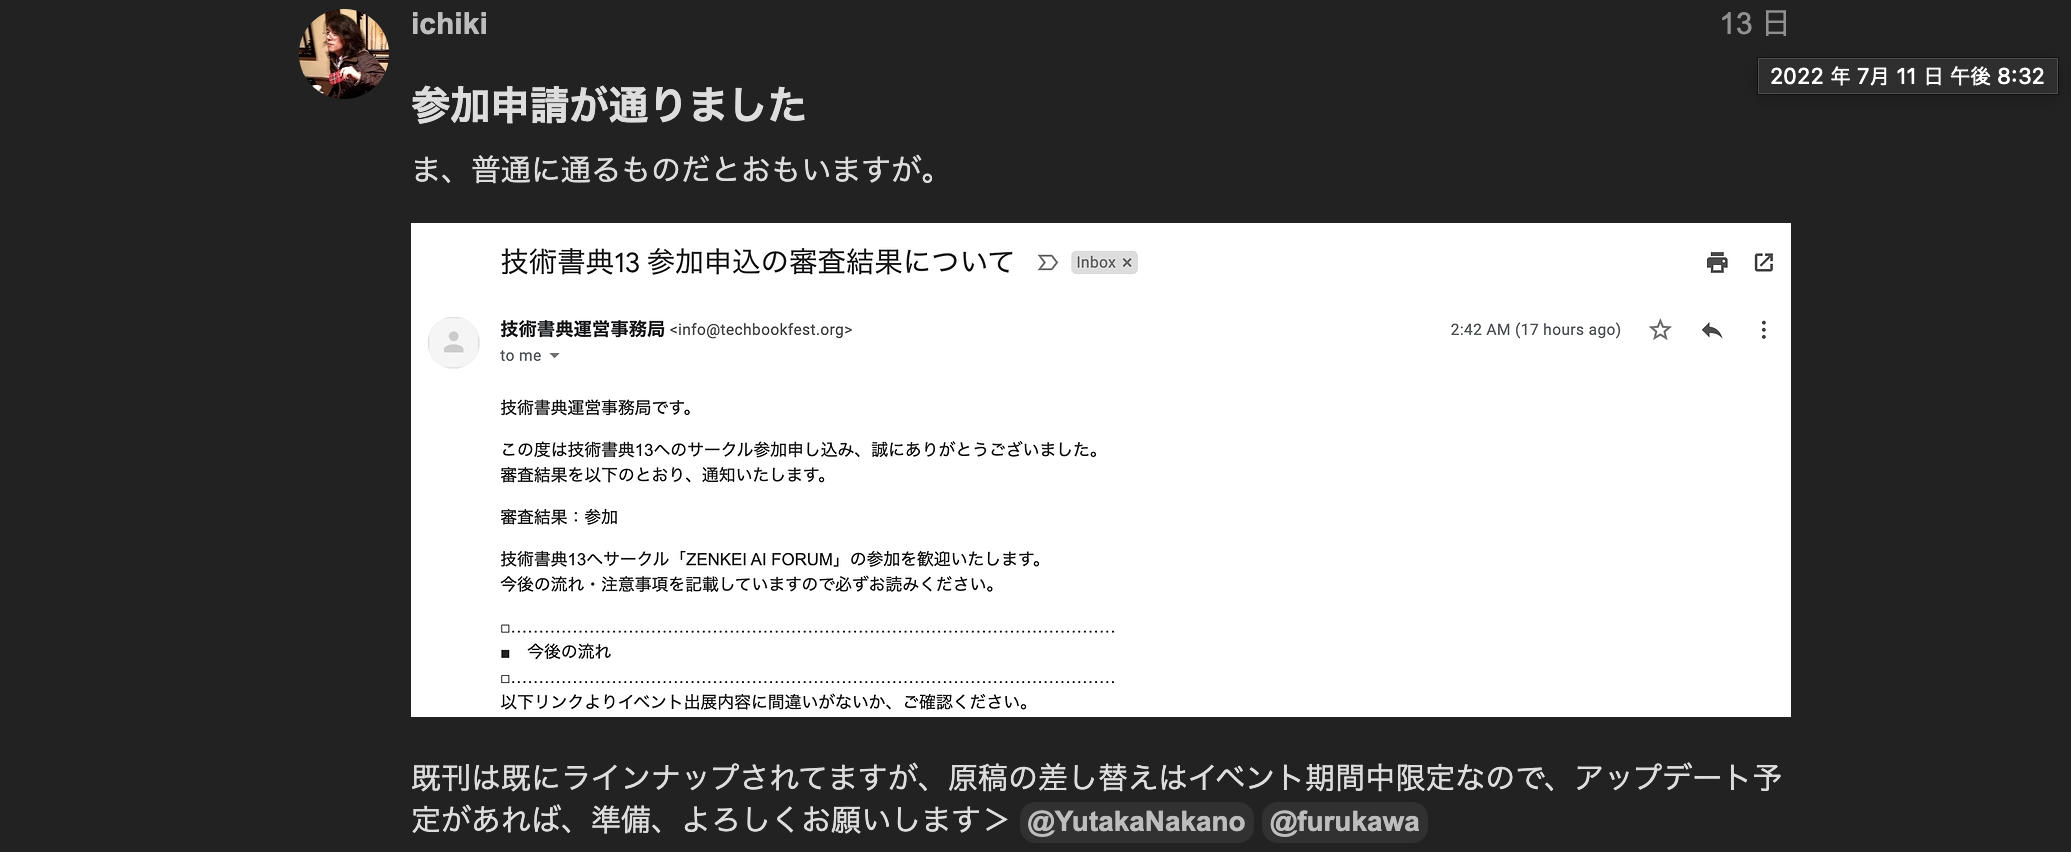 ichiki
13 日
2022 年 7月 11 日 午後 8:32
参加申請が通りました
ま、普通に通るものだとおもいますが。
技術書典13 参加申込の審査結果について
Inbox ×
技術書典運営事務局 <info@techbookfest.org>
2:42 AM (17 hours ago)
to me
技術書典運営事務局です。
この度は技術書典13へのサークル参加申し込み、誠にありがとうございました。
審査結果を以下のとおり、通知いたします。
審査結果：参加
技術書典13へサークル「ZENKEI AI FORUM」の参加を歓迎いたします。
今後の流れ・注意事項を記載していますので必ずお読みください。
□……………………………………………………………………………………………
■　今後の流れ
□……………………………………………………………………………………………
以下リンクよりイベント出展内容に間違いがないか、ご確認ください。
既刊は既にラインナップされてますが、原稿の差し替えはイベント期間中限定なので、アップデート予
定があれば、準備、よろしくお願いします＞ @YutakaNakano @furukawa